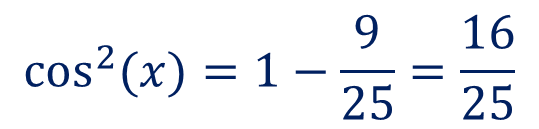 cos²(x) = 1 − 9/25 = 16/25